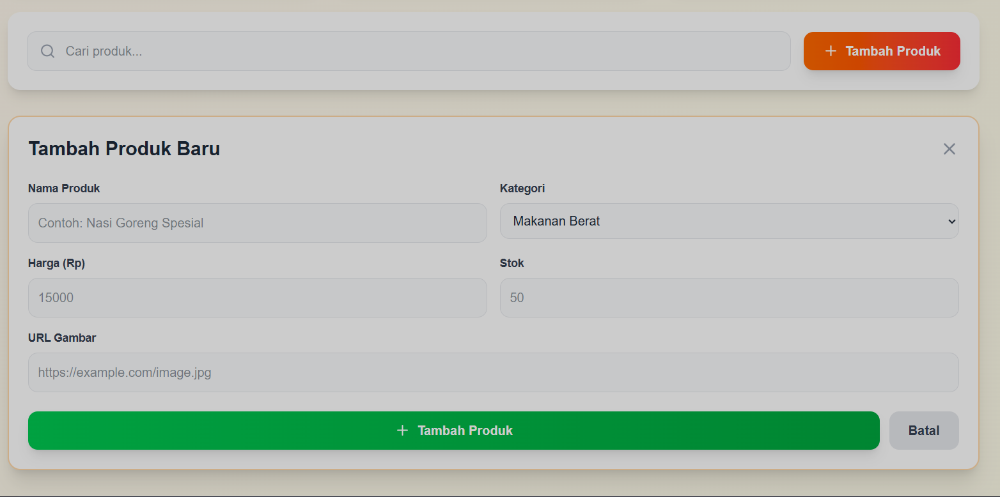 Cari produk...
Tambah Produk
Tambah Produk Baru
Nama Produk
Kategori
Contoh: Nasi Goreng Spesial
Makanan Berat
Harga (Rp)
Stok
15000
50
URL Gambar
https://example.com/image.jpg
Tambah Produk
Batal